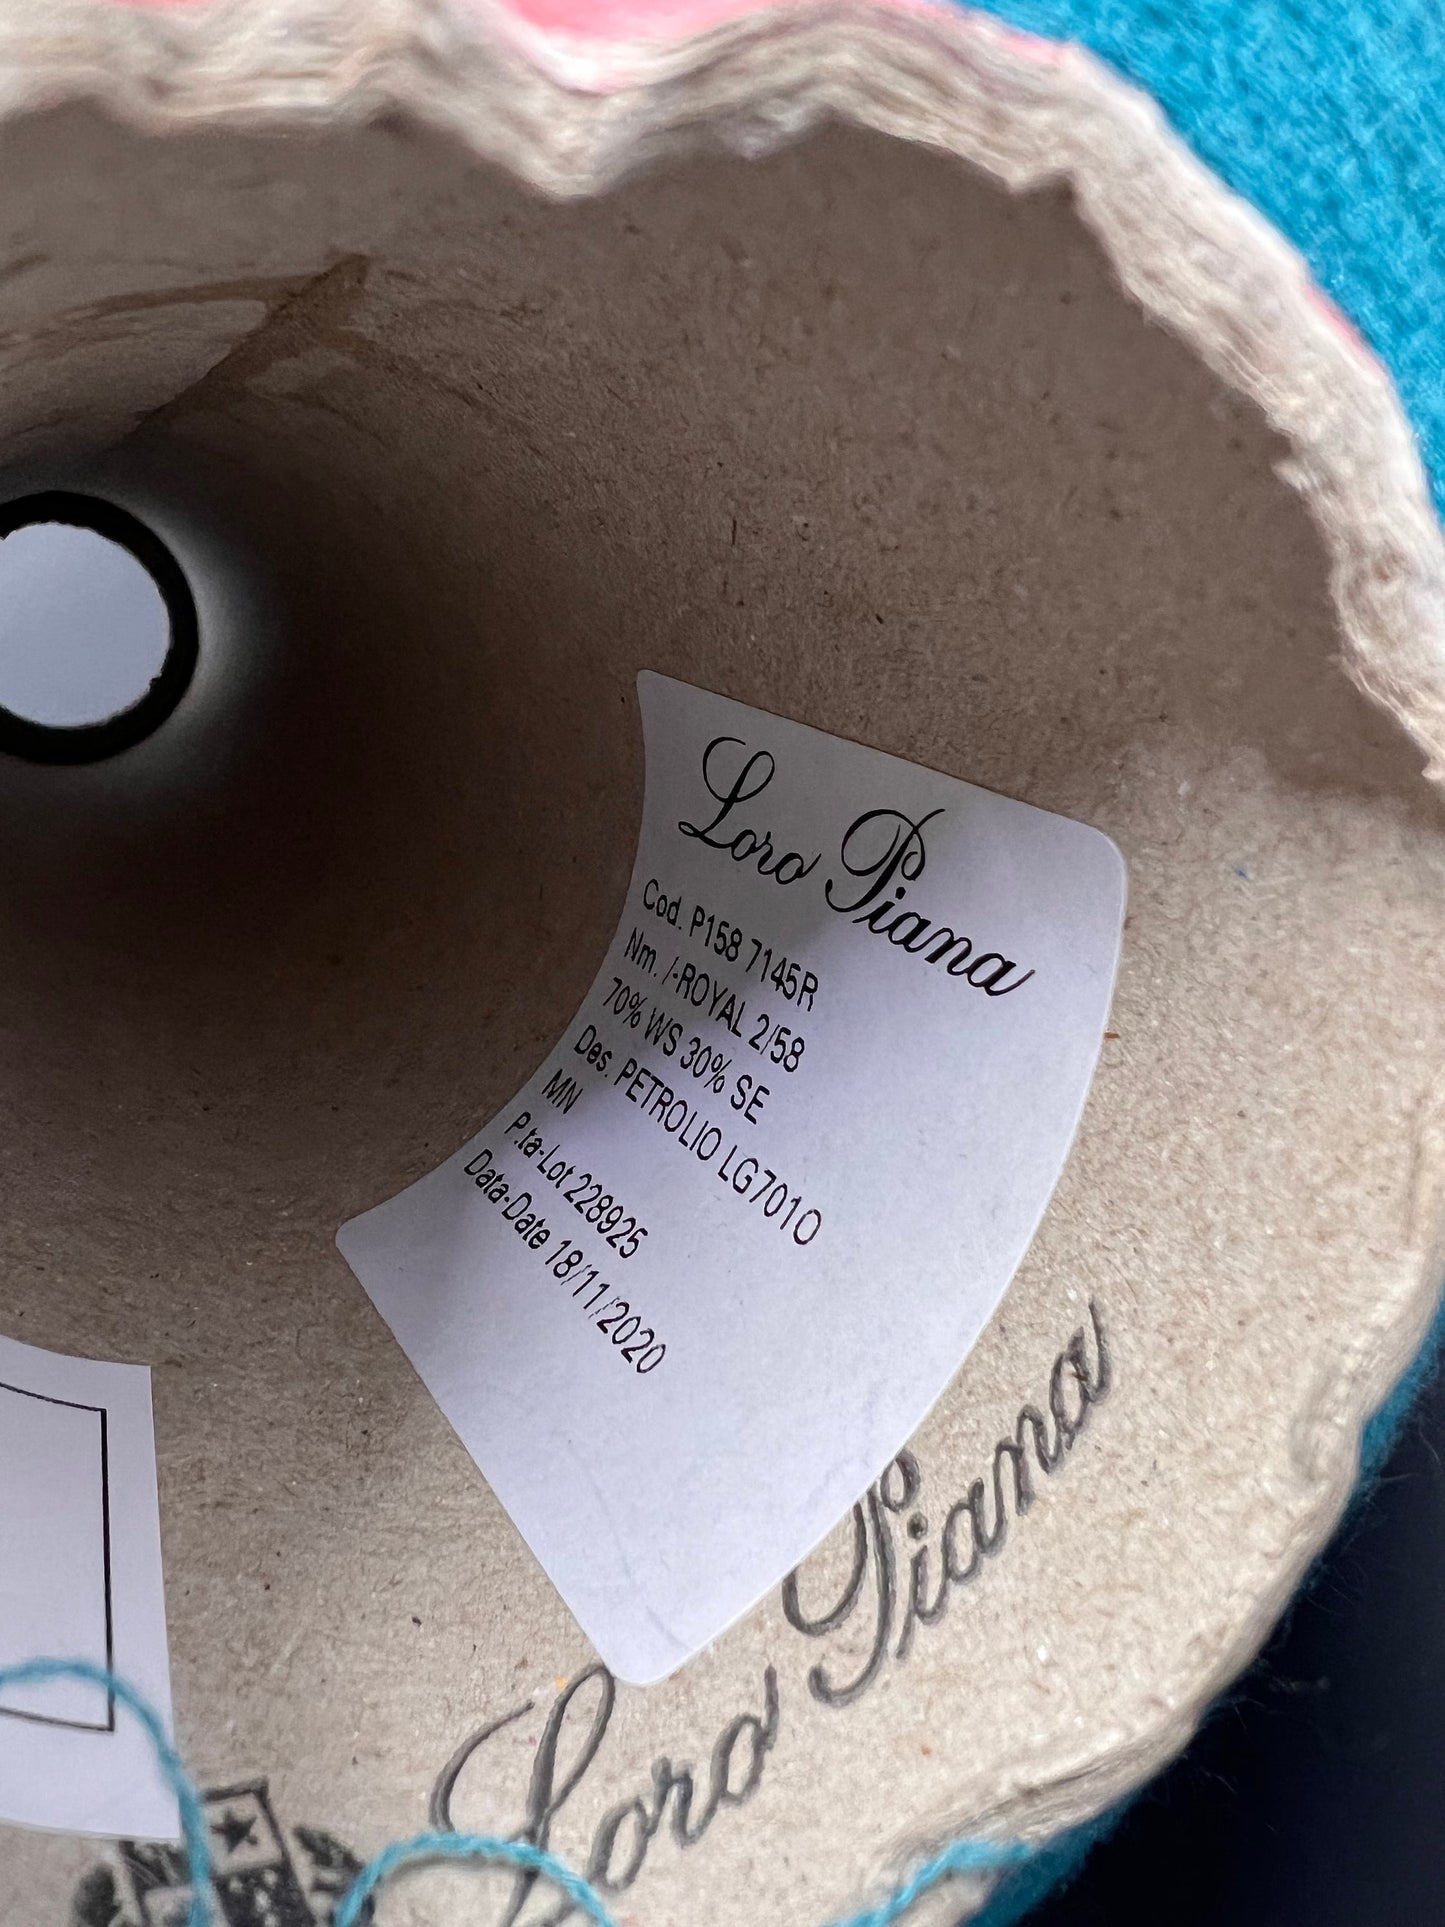 Loro Piana
Cod. P158 7145R
Nm. /-ROYAL 2/58
70% WS 30% SE
Des. PETROLIO LG701O
MN
P.ta-Lot 228925
Data-Date 18/11/2020
Loro Piana